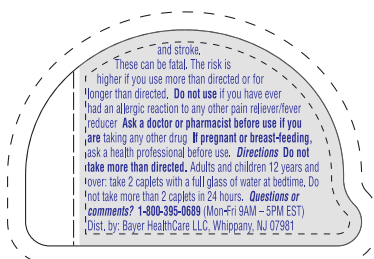 and stroke.
These can be fatal. The risk is
higher if you use more than directed or for
longer than directed. Do not use if you have ever
had an allergic reaction to any other pain reliever/fever
reducer Ask a doctor or pharmacist before use if you
are taking any other drug If pregnant or breast-feeding,
ask a health professional before use. Directions Do not
take more than directed. Adults and children 12 years and
over: take 2 caplets with a full glass of water at bedtime. Do
not take more than 2 caplets in 24 hours. Questions or
comments? 1-800-395-0689 (Mon-Fri 9AM – 5PM EST)
Dist. by: Bayer HealthCare LLC, Whippany, NJ 07981